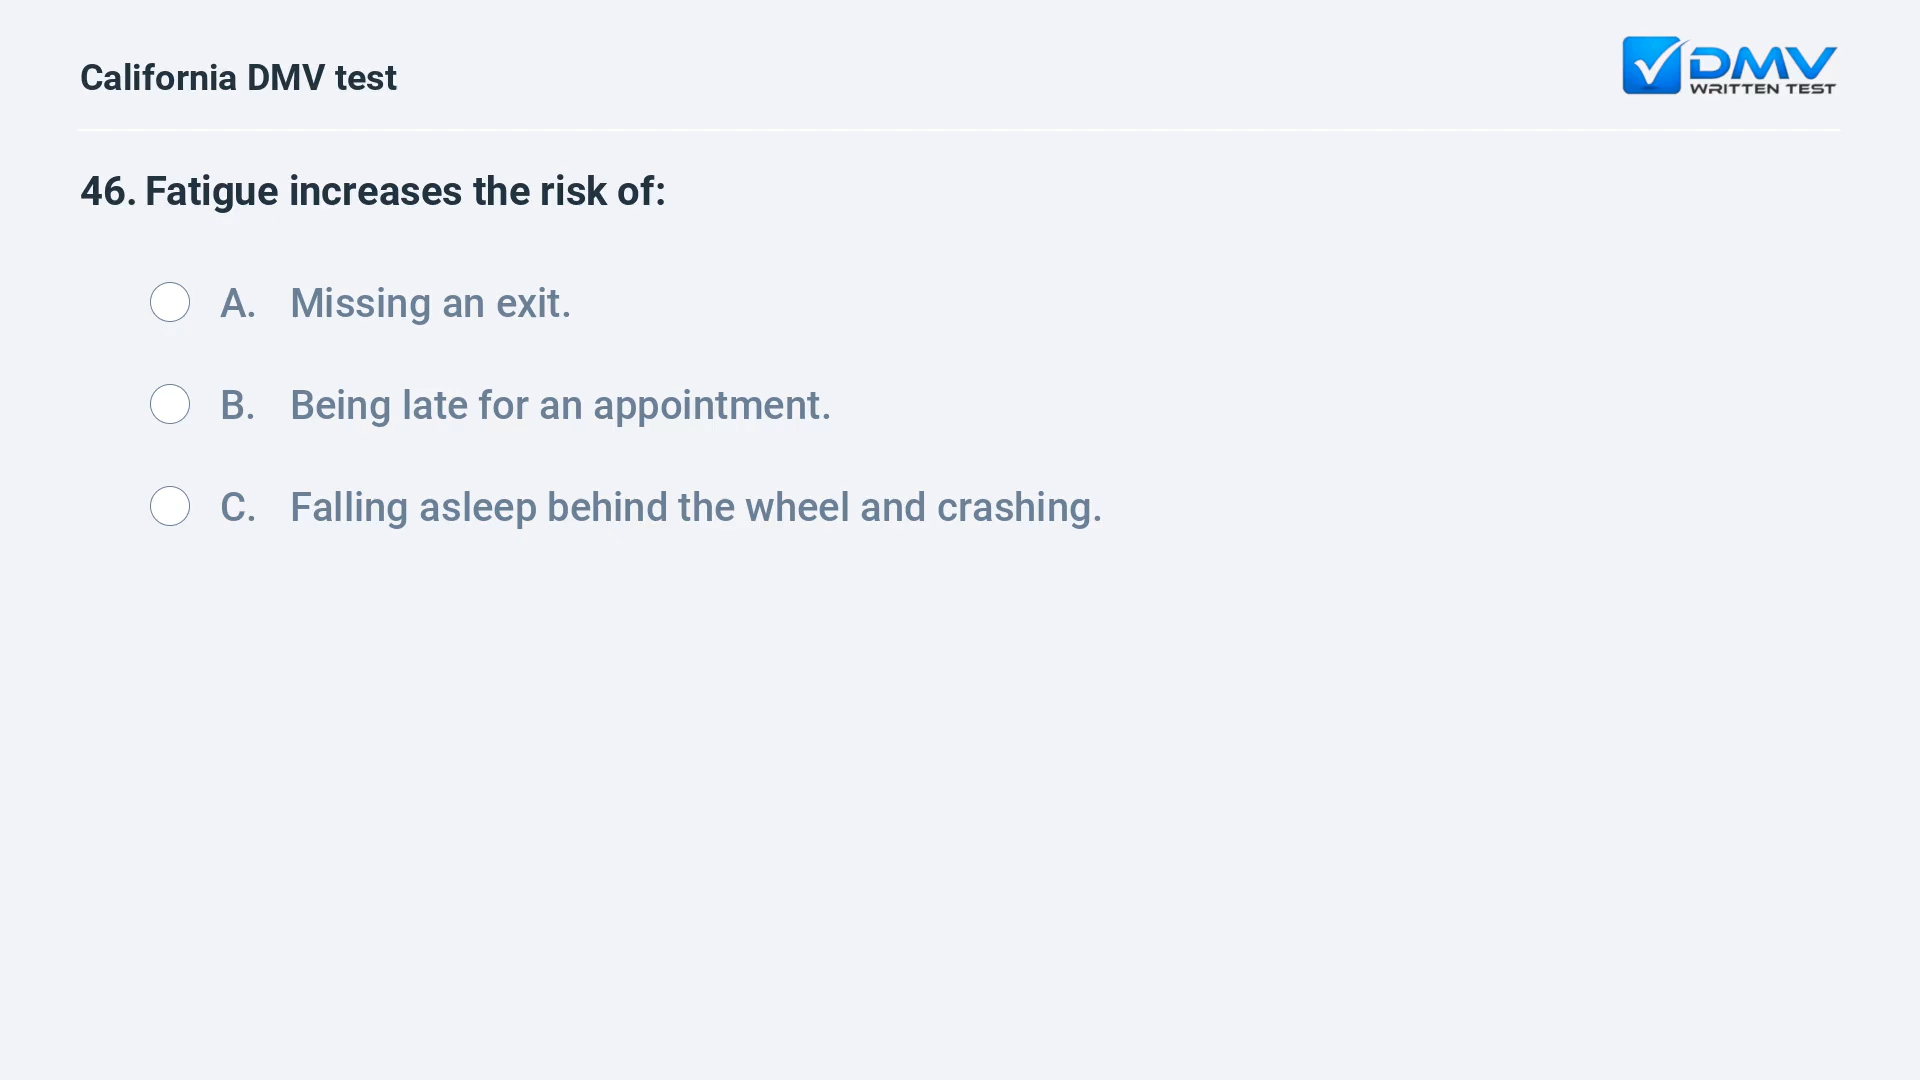 California DMV test
DMV
WRITTEN TEST
46. Fatigue increases the risk of:
A. Missing an exit.
B. Being late for an appointment.
C. Falling asleep behind the wheel and crashing.